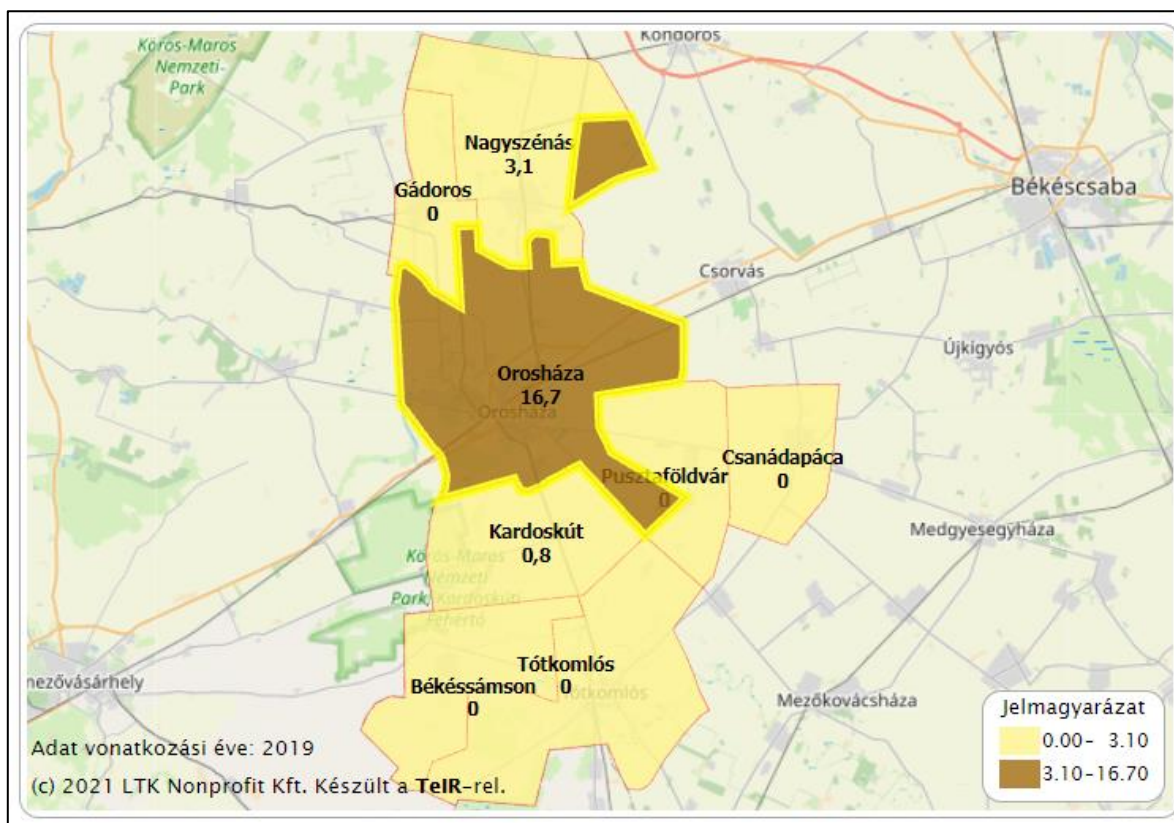 Kondoros
Körös-Maros
Nemzeti-
Park
Nagyszénás
3,1
Békéscsaba
Gádoros
0
Csorvás
Újkígyós
Orosháza
16,7
Orosháza
Csanádapáca
0
Pusztaföldvár
0
Medgyesegyháza
Kardoskút
0,8
Körös-Maros
Nemzeti
Park, Kardoskúti
Fehértó
Tótkomlós
0
Tótkomlós
Békéssámson
0
mezővásárhely
Mezőkovácsháza
Jelmagyarázat
0.00- 3.10
3.10-16.70
Adat vonatkozási éve: 2019
(c) 2021 LTK Nonprofit Kft. Készült a TeIR-rel.